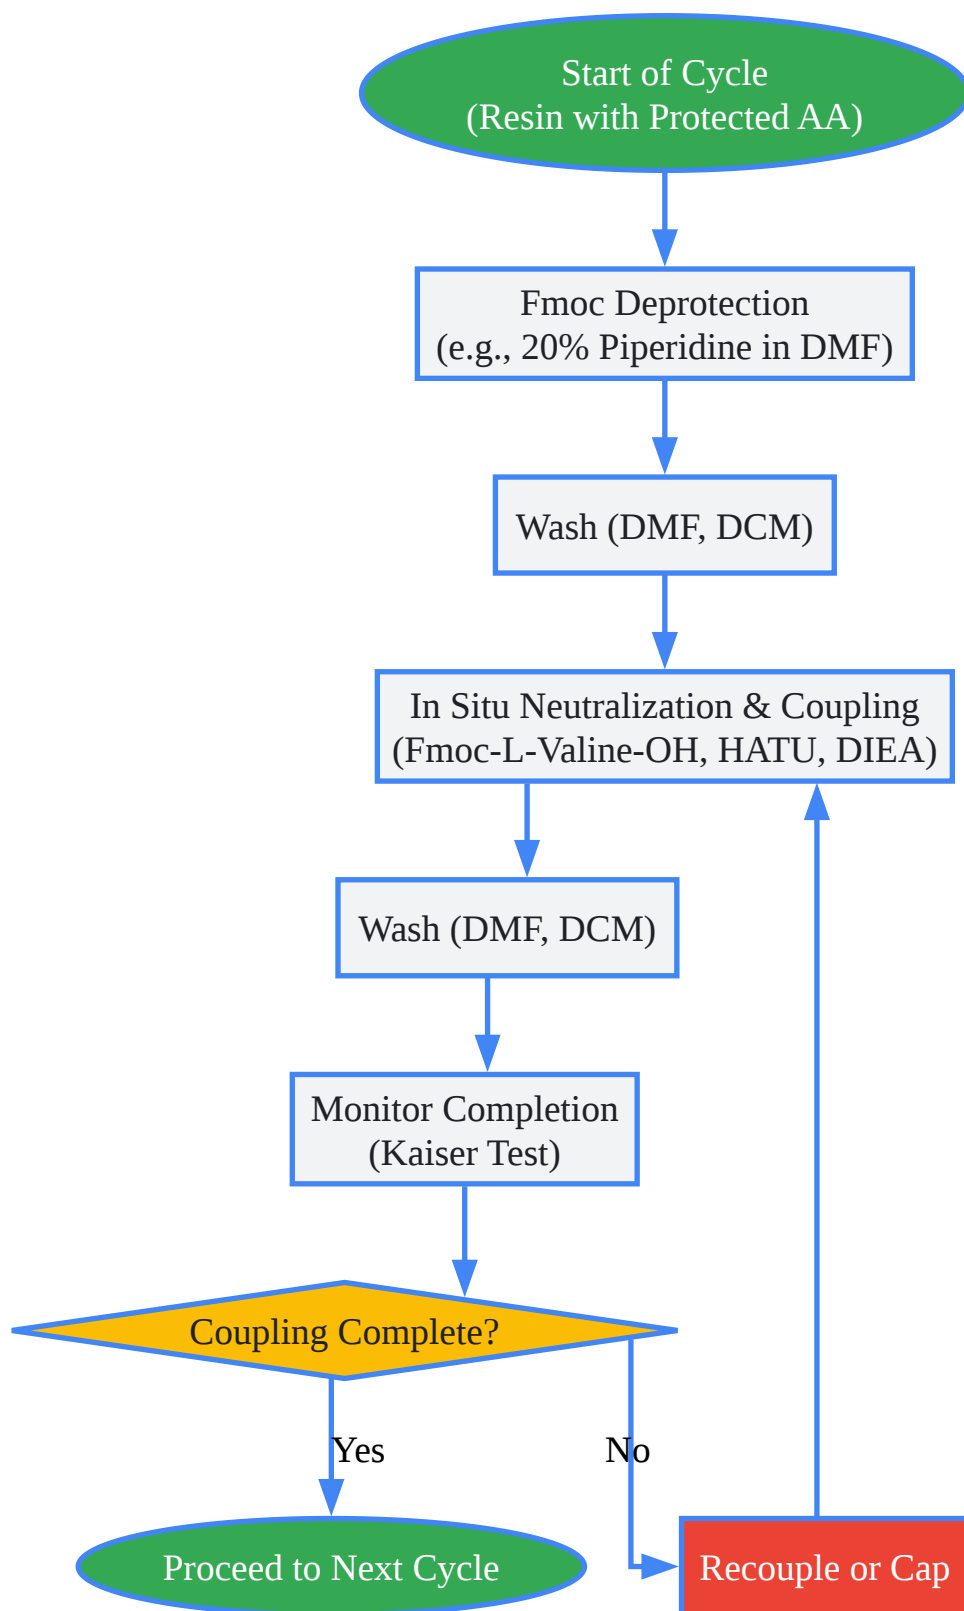 Start of Cycle
(Resin with Protected AA)
Fmoc Deprotection
(e.g., 20% Piperidine in DMF)
Wash (DMF, DCM)
In Situ Neutralization & Coupling
(Fmoc-L-Valine-OH, HATU, DIEA)
Wash (DMF, DCM)
Monitor Completion
(Kaiser Test)
Coupling Complete?
Yes
No
Proceed to Next Cycle
Recouple or Cap